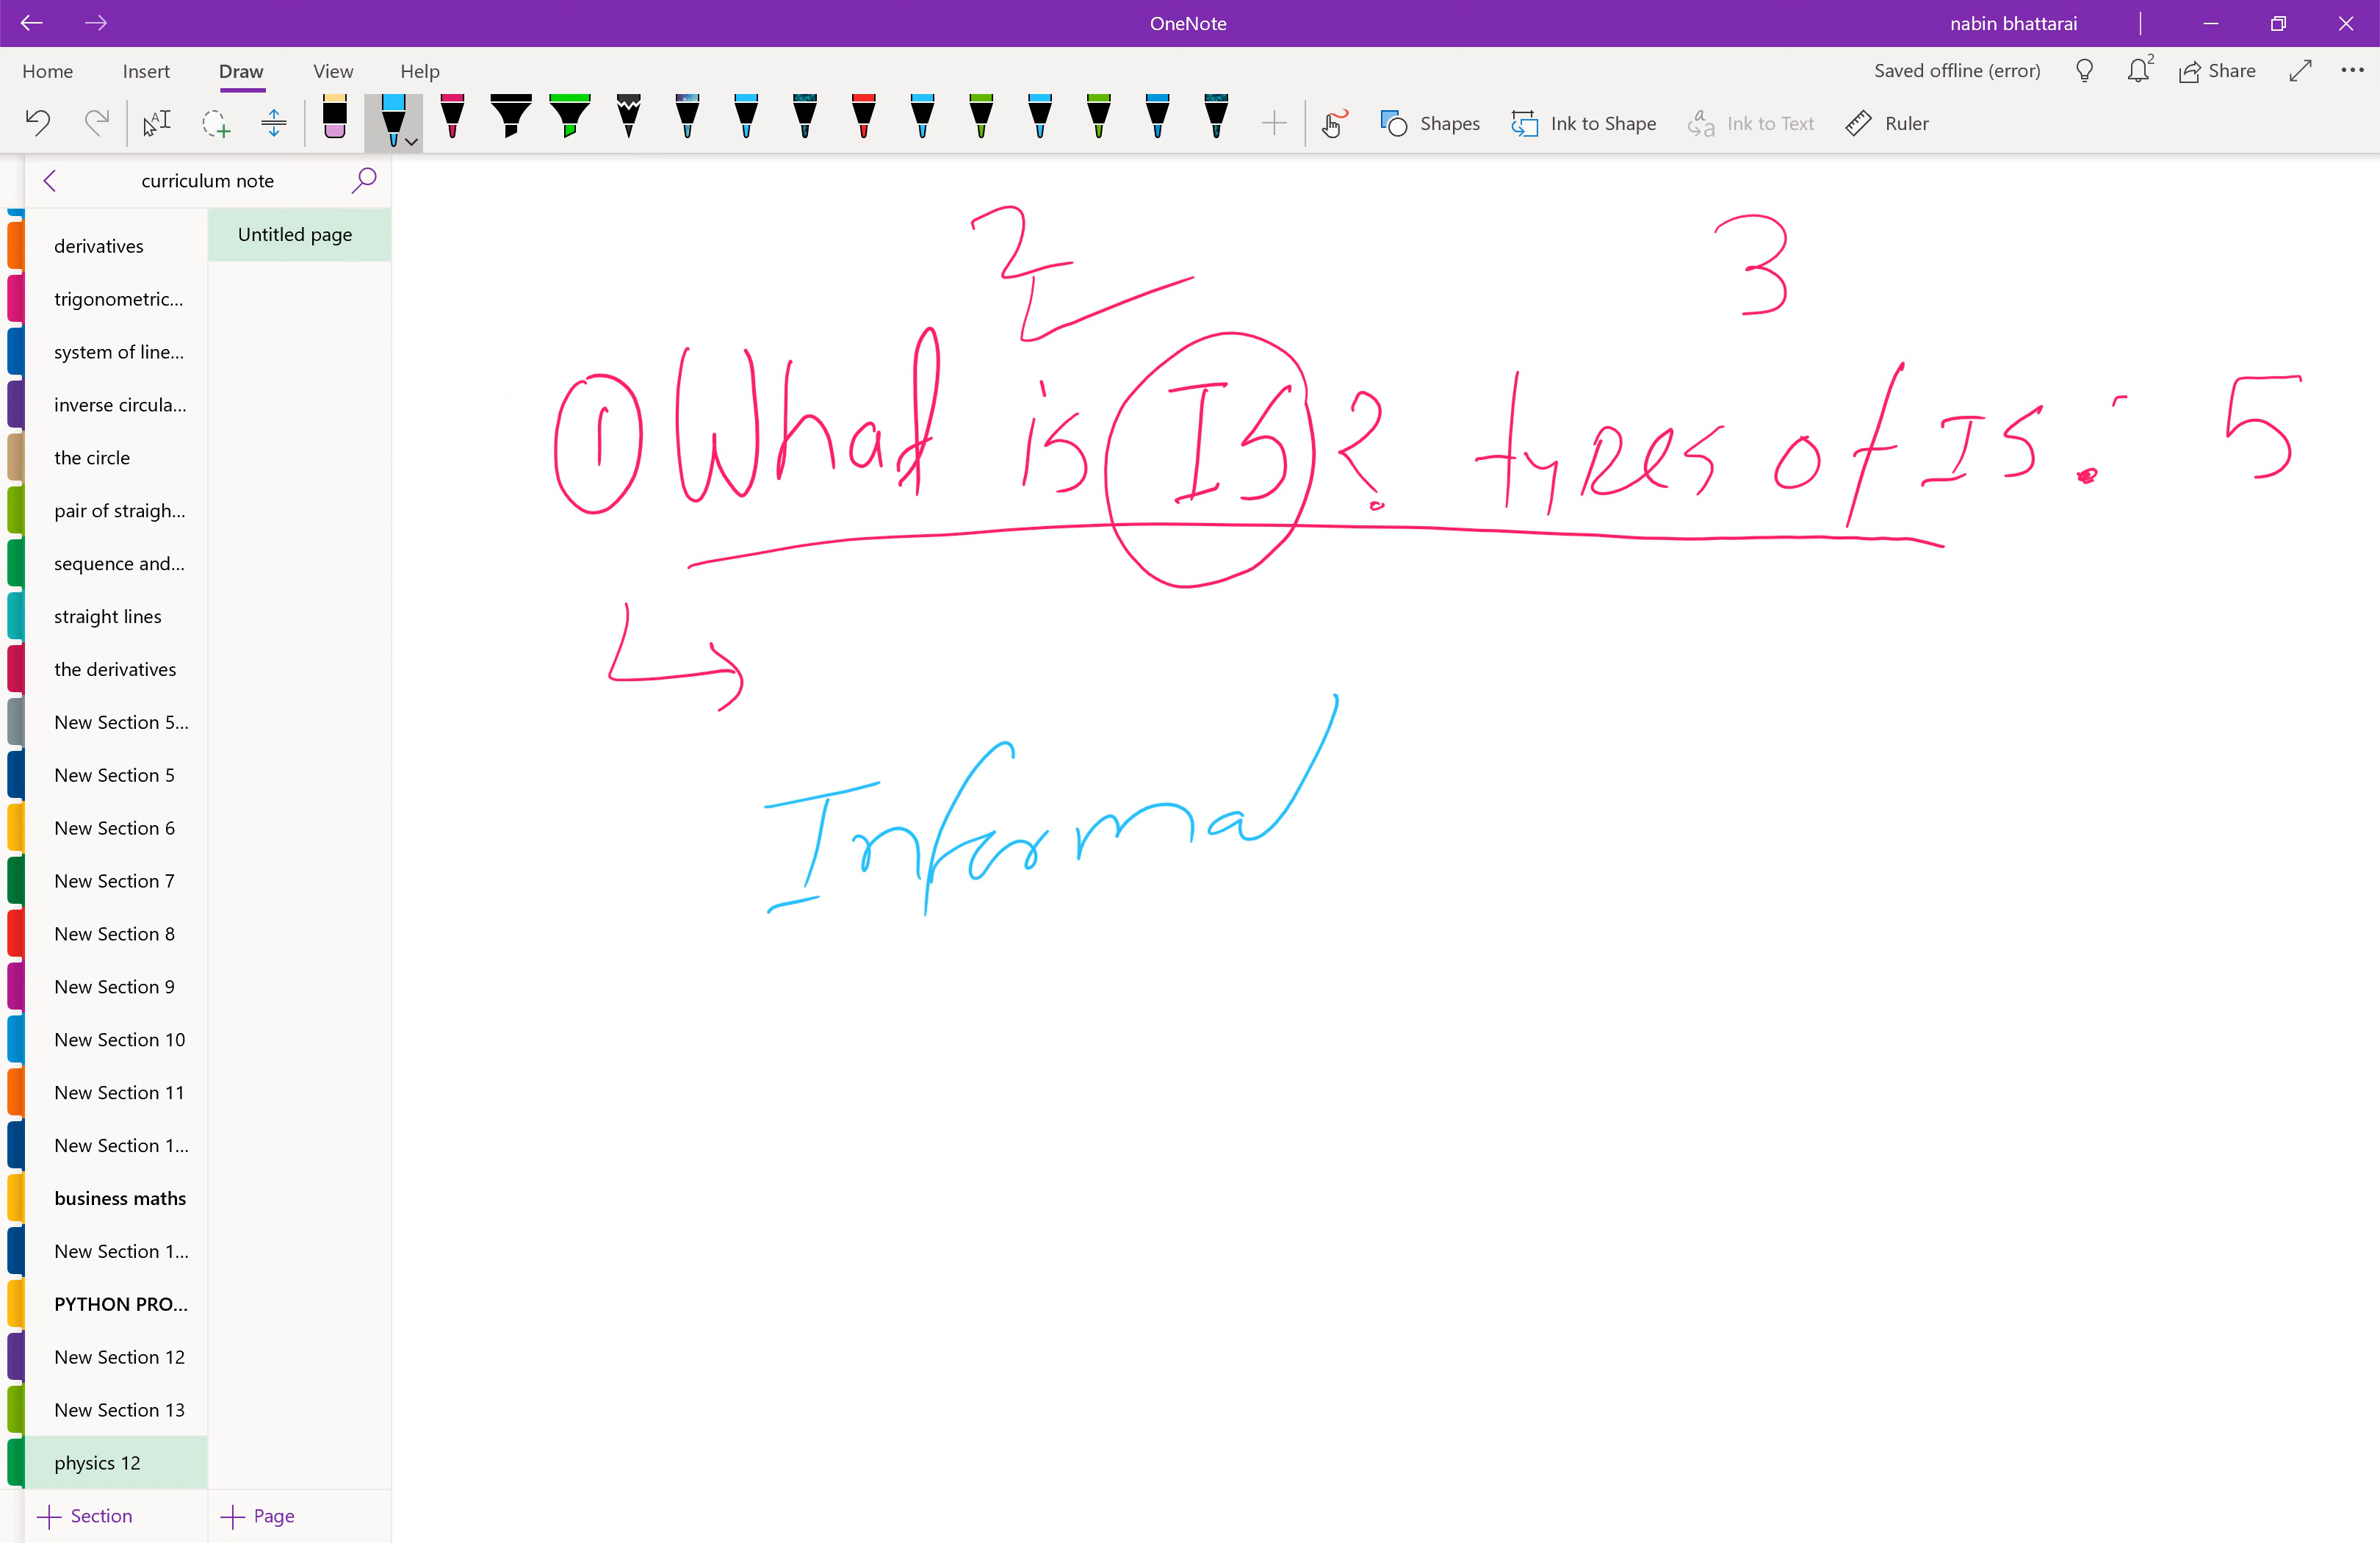 OneNote
nabin bhattarai
Home Insert Draw View Help
Saved offline (error) 2 Share
Shapes Ink to Shape Ink to Text Ruler
curriculum note
Untitled page
derivatives
trigonometric...
system of line...
inverse circula...
the circle
pair of straigh...
sequence and...
straight lines
the derivatives
New Section 5...
New Section 5
New Section 6
New Section 7
New Section 8
New Section 9
New Section 10
New Section 11
New Section 1...
business maths
New Section 1...
PYTHON PRO...
New Section 12
New Section 13
physics 12
Section
Page
2 3
① What is IS? types of IS. 5
Informa